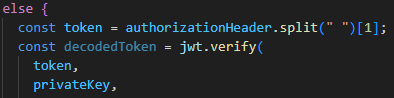 else {
const token = authorizationHeader.split(" ")[1];
const decodedToken = jwt.verify(
token,
privateKey,